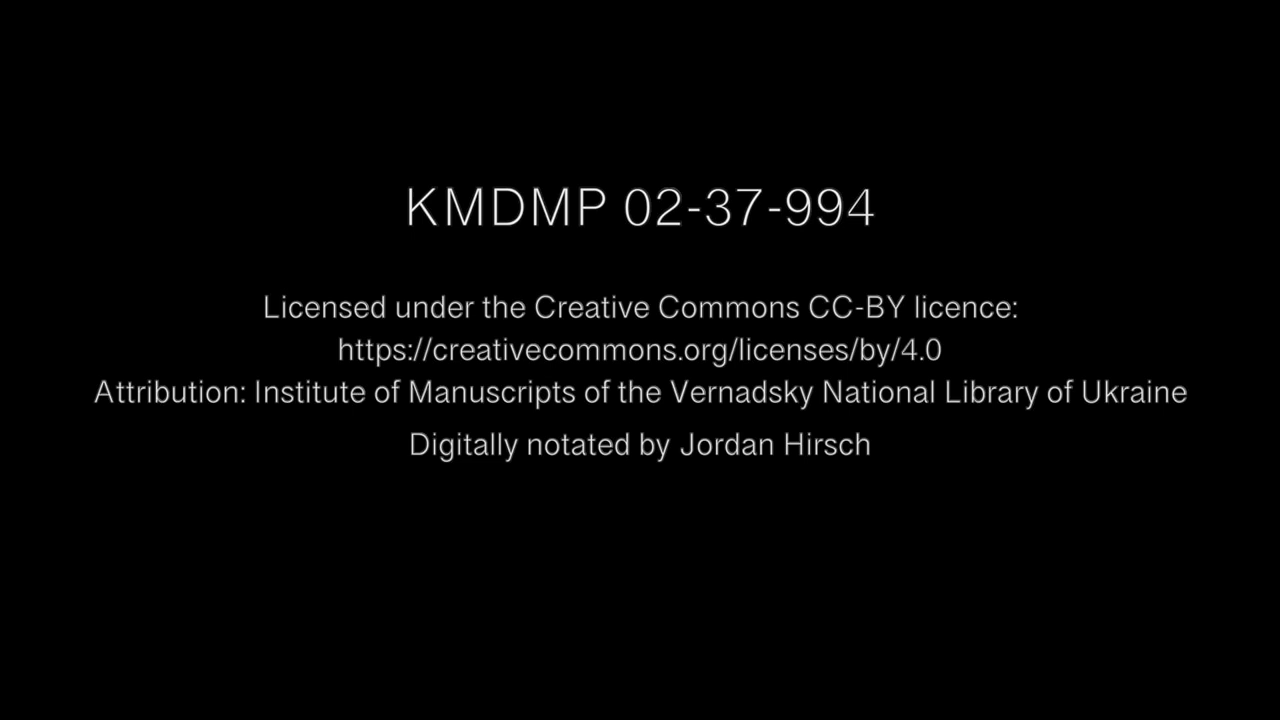 KMDMP 02-37-994
Licensed under the Creative Commons CC-BY licence:
https://creativecommons.org/licenses/by/4.0
Attribution: Institute of Manuscripts of the Vernadsky National Library of Ukraine
Digitally notated by Jordan Hirsch